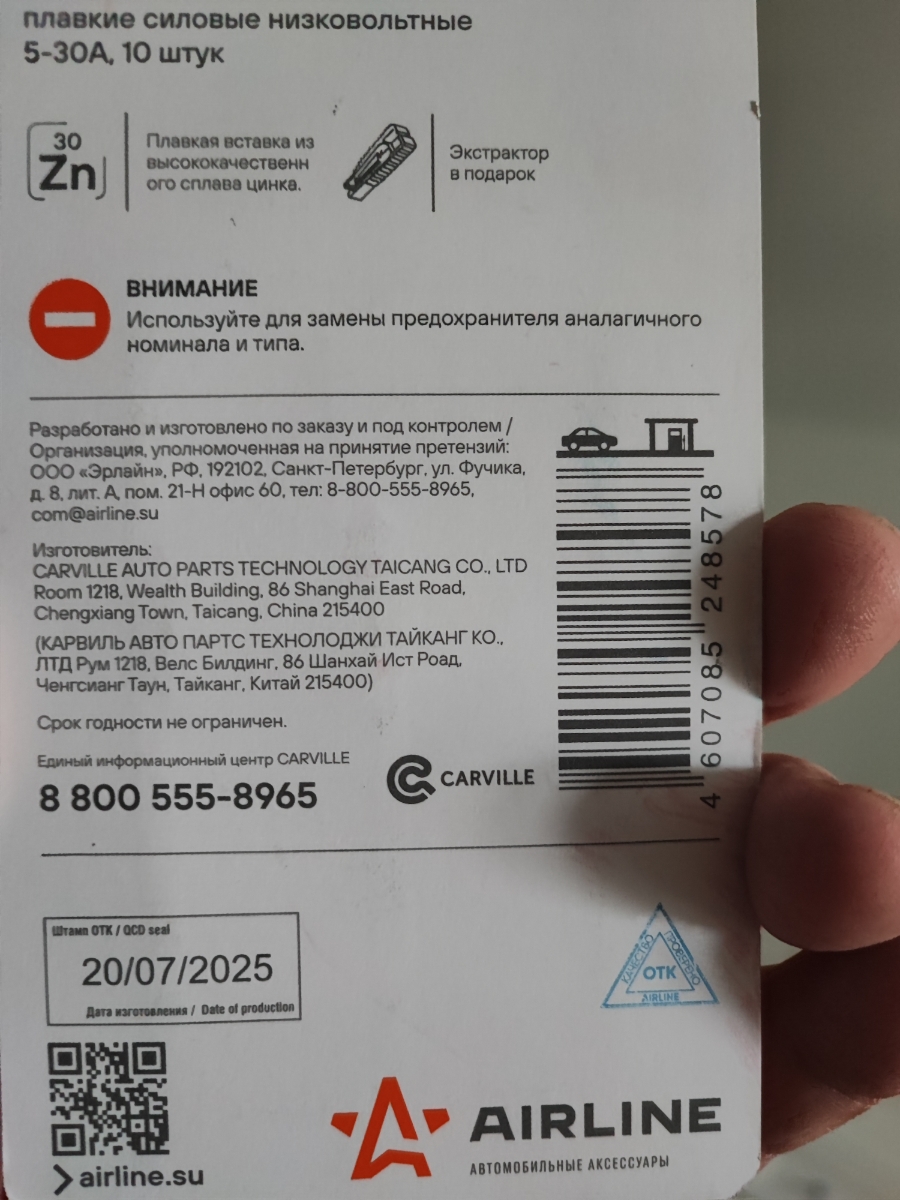 плавкие силовые низковольтные
5-30А, 10 штук
30
Zn
Плавкая вставка из
высококачественн
ого сплава цинка.
Экстрактор
в подарок
ВНИМАНИЕ
Используйте для замены предохранителя аналагичного
номинала и типа.
Разработано и изготовлено по заказу и под контролем /
Организация, уполномоченная на принятие претензий:
ООО «Эрлайн», РФ, 192102, Санкт-Петербург, ул. Фучика,
д. 8, лит. А, пом. 21-Н офис 60, тел: 8-800-555-8965,
com@airline.su
Изготовитель:
CARVILLE AUTO PARTS TECHNOLOGY TAICANG CO., LTD
Room 1218, Wealth Building, 86 Shanghai East Road,
Chengxiang Town, Taicang, China 215400
(КАРВИЛЬ АВТО ПАРТС ТЕХНОЛОДЖИ ТАЙКАНГ КО.,
ЛТД Рум 1218, Велс Билдинг, 86 Шанхай Ист Роад,
Ченгсианг Таун, Тайканг, Китай 215400)
Срок годности не ограничен.
Единый информационный центр CARVILLE
8 800 555-8965
CARVILLE
4 607085 248578
Штамп ОТК / QCD seal
20/07/2025
Дата изготовления / Date of production
КАЧЕСТВО
ПРОВЕРЕНО
ОТК
AIRLINE
airline.su
AIRLINE
АВТОМОБИЛЬНЫЕ АКСЕССУАРЫ